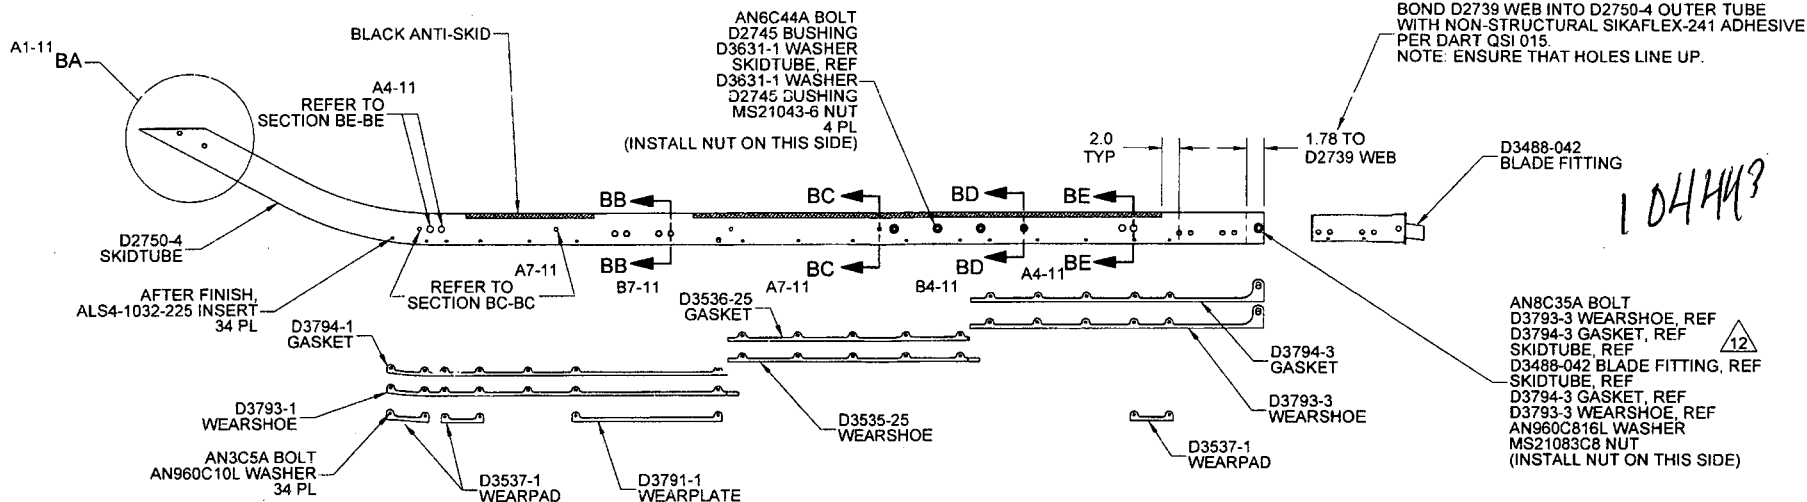 A1-11
BA
BLACK ANTI-SKID
A4-11
REFER TO
SECTION BE-BE
AN6C44A BOLT
D2745 BUSHING
D3631-1 WASHER
SKIDTUBE, REF
D3631-1 WASHER
D2745 BUSHING
MS21043-6 NUT
4 PL
(INSTALL NUT ON THIS SIDE)
BOND D2739 WEB INTO D2750-4 OUTER TUBE
WITH NON-STRUCTURAL SIKAFLEX-241 ADHESIVE
PER DART QSI 015.
NOTE: ENSURE THAT HOLES LINE UP.
2.0
TYP
1.78 TO
D2739 WEB
D3488-042
BLADE FITTING
BB
BC
BD
BE
D2750-4
SKIDTUBE
BB
BC
BD
BE
A7-11
REFER TO
SECTION BC-BC
B7-11
A7-11
B4-11
A4-11
AFTER FINISH,
ALS4-1032-225 INSERT
34 PL
D3794-1
GASKET
D3536-25
GASKET
D3794-3
GASKET
D3793-1
WEARSHOE
D3535-25
WEARSHOE
D3793-3
WEARSHOE
AN3C5A BOLT
AN960C10L WASHER
34 PL
D3537-1
WEARPAD
D3791-1
WEARPLATE
D3537-1
WEARPAD
AN8C35A BOLT
D3793-3 WEARSHOE, REF
D3794-3 GASKET, REF
SKIDTUBE, REF
12
D3488-042 BLADE FITTING, REF
SKIDTUBE, REF
D3794-3 GASKET, REF
D3793-3 WEARSHOE, REF
AN960C816L WASHER
MS21083C8 NUT
(INSTALL NUT ON THIS SIDE)